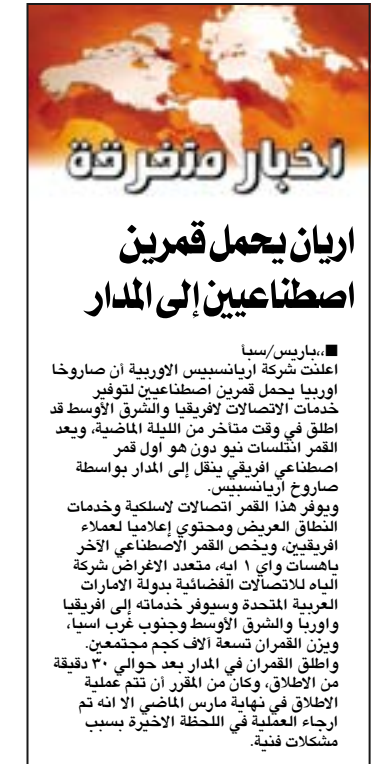 اخبار متفرقة
اريان يحمل قمرين
اصطناعيين إلى المدار
■،،باريس/سبأ
اعلنت شركة اريانسبيس الاوربية أن صاروخا
اوربيا يحمل قمرين اصطناعيين لتوفير
خدمات الاتصالات لافريقيا والشرق الأوسط قد
اطلق في وقت متأخر من الليلة الماضية، ويعد
القمر انتلسات نيو دون هو اول قمر
اصطناعي افريقي ينقل إلى المدار بواسطة
صاروخ اريانسبيس.
ويوفر هذا القمر اتصالات لاسلكية وخدمات
النطاق العريض ومحتوي إعلاميا لعملاء
افريقيين، ويخص القمر الاصطناعي الآخر
ياهسات واي ١ ايه، متعدد الاغراض شركة
الياه للاتصالات الفضائية بدولة الامارات
العربية المتحدة وسيوفر خدماته إلى افريقيا
واوربا والشرق الأوسط وجنوب غرب اسيا،
ويزن القمران تسعة آلاف كجم مجتمعين.
واطلق القمران في المدار بعد حوالي ٣٠ دقيقة
من الاطلاق، وكان من المقرر أن تتم عملية
الاطلاق في نهاية مارس الماضي الا انه تم
ارجاء العملية في اللحظة الاخيرة بسبب
مشكلات فنية.